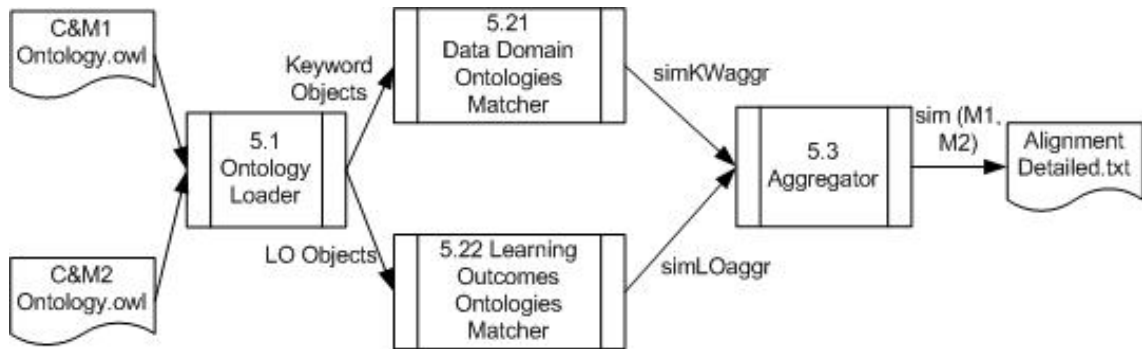 C&M1
Ontology.owl
C&M2
Ontology.owl
5.1
Ontology
Loader
Keyword
Objects
LO Objects
5.21
Data Domain
Ontologies
Matcher
5.22 Learning
Outcomes
Ontologies
Matcher
simKWaggr
simLOaggr
5.3
Aggregator
sim (M1,
M2)
Alignment
Detailed.txt